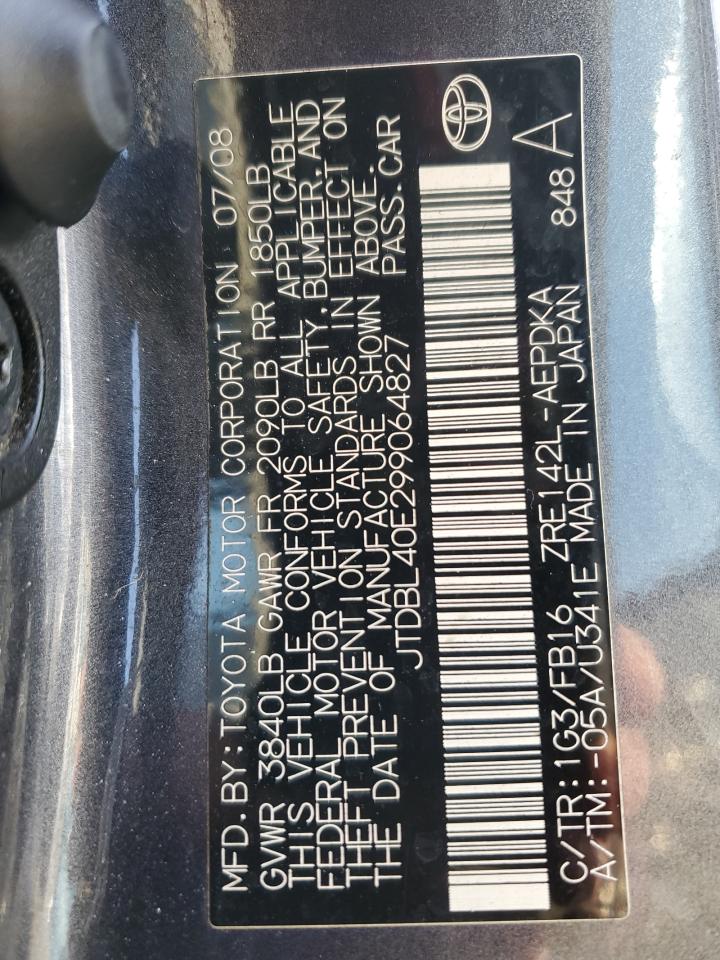 MFD. BY: TOYOTA MOTOR CORPORATION 07/08
GVWR 3840LB GAWR FR 2090LB RR 1850LB
THIS VEHICLE CONFORMS TO ALL APPLICABLE
FEDERAL MOTOR VEHICLE SAFETY, BUMPER, AND
THEFT PREVENTION STANDARDS IN EFFECT ON
THE DATE OF MANUFACTURE SHOWN ABOVE.
JTDBL40E299064827 PASS. CAR
C/TR: 1G3/FB16 ZRE142L-AEPDKA
A/TM: -05A/U341E MADE IN JAPAN
848 A